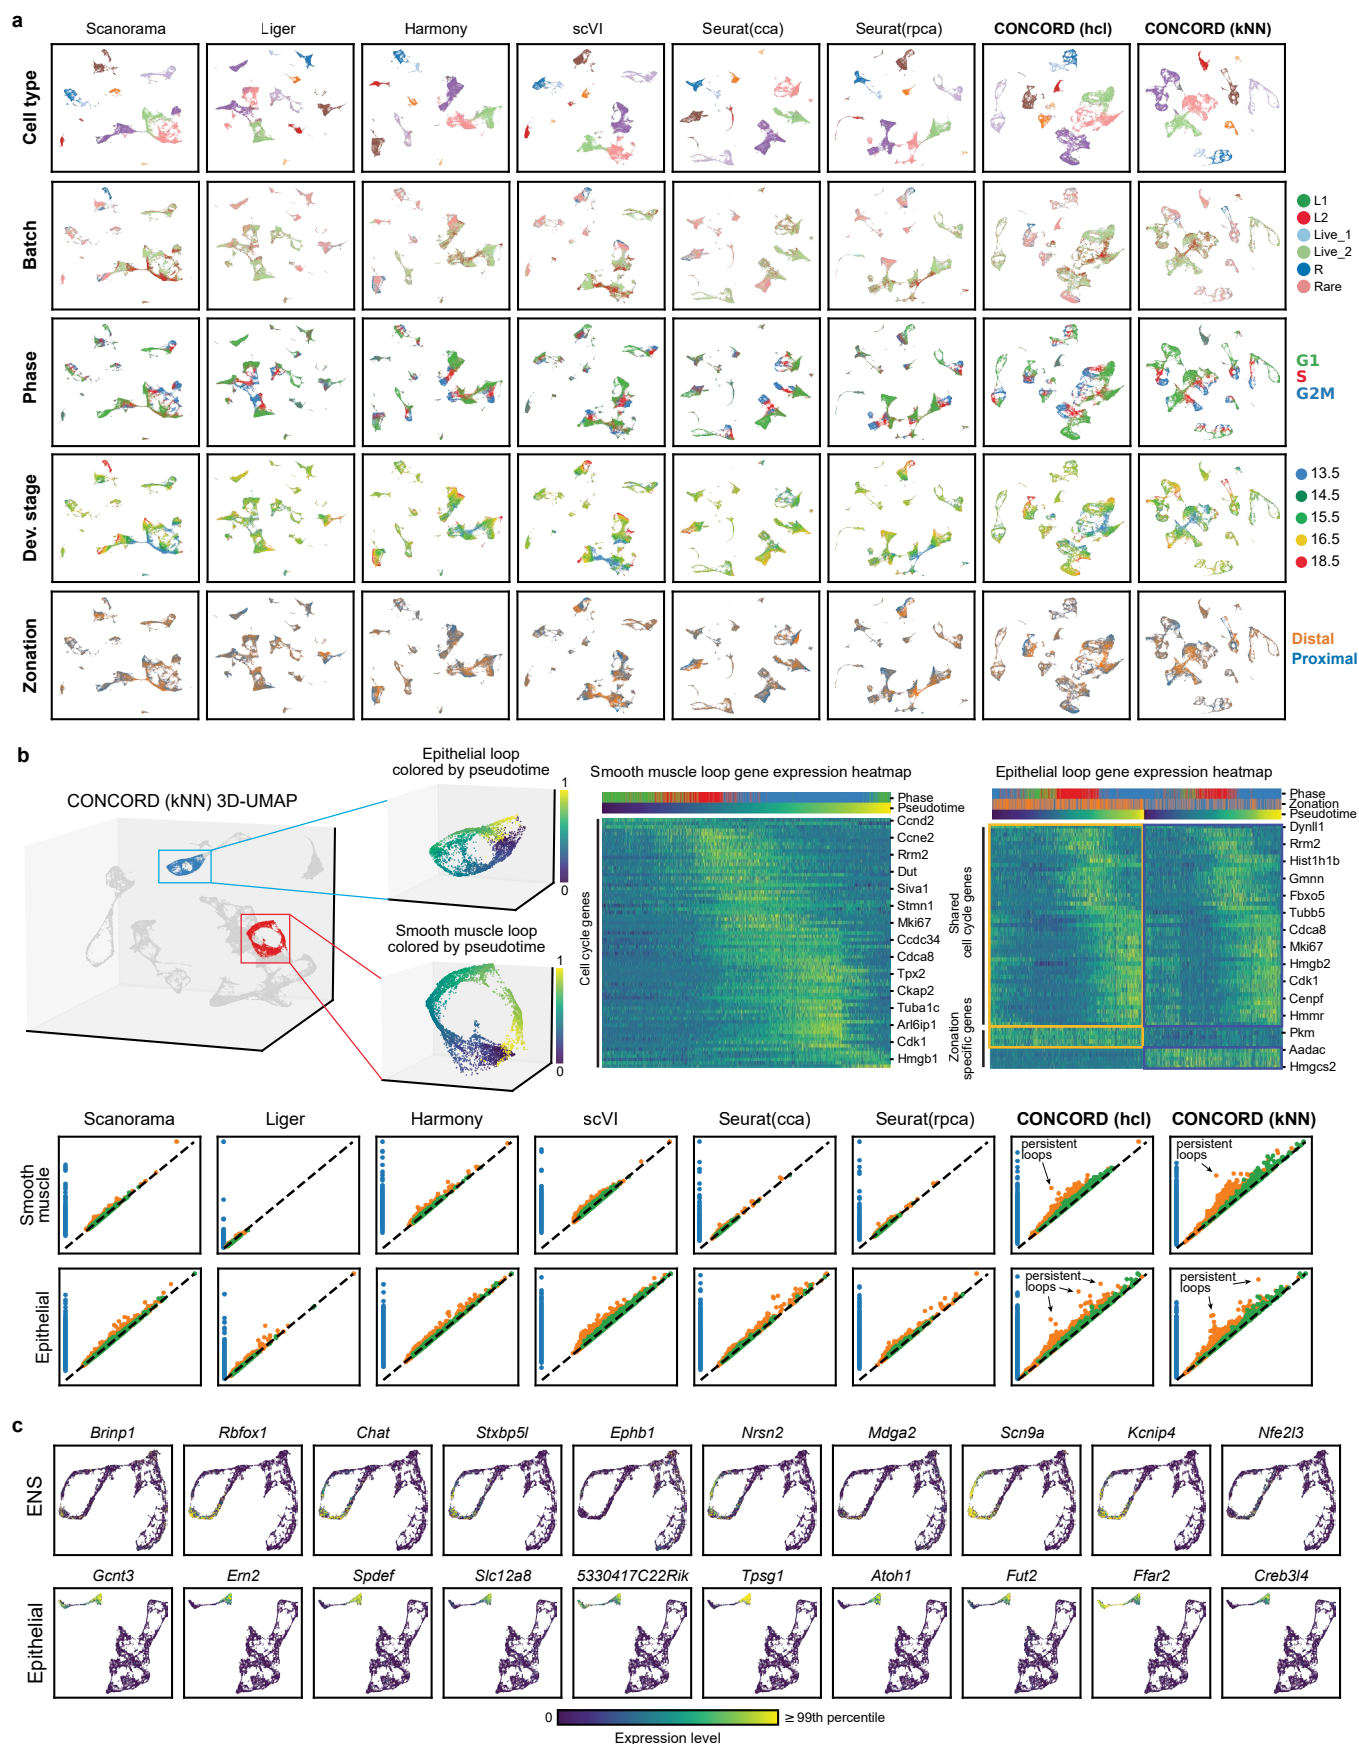 a
Scanorama
Liger
Harmony
scVI
Seurat(cca)
Seurat(rpca)
CONCORD (hcl)
CONCORD (kNN)
Cell type
Batch
L1
L2
Live_1
Live_2
R
Rare
Phase
G1
S
G2M
Dev. stage
13.5
14.5
15.5
16.5
18.5
Zonation
Distal
Proximal
b
CONCORD (kNN) 3D-UMAP
Epithelial loop
colored by pseudotime
1
0
Smooth muscle loop
colored by pseudotime
1
0
Smooth muscle loop gene expression heatmap
Phase
Pseudotime
Cell cycle genes
Ccnd2
Ccne2
Rrm2
Dut
Siva1
Stmn1
Mki67
Ccdc34
Cdca8
Tpx2
Ckap2
Tuba1c
Arl6ip1
Cdk1
Hmgb1
Epithelial loop gene expression heatmap
Phase
Zonation
Pseudotime
Shared
cell cycle genes
Zonation
specific genes
Dynll1
Rrm2
Hist1h1b
Gmnn
Fbxo5
Tubb5
Cdca8
Mki67
Hmgb2
Cdk1
Cenpf
Hmmr
Pkm
Aadac
Hmgcs2
Scanorama
Liger
Harmony
scVI
Seurat(cca)
Seurat(rpca)
CONCORD (hcl)
CONCORD (kNN)
Smooth
muscle
persistent
loops
persistent
loops
Epithelial
persistent
loops
persistent
loops
c
Brinp1
Rbfox1
Chat
Stxbp5l
Ephb1
Nrsn2
Mdga2
Scn9a
Kcnip4
Nfe2l3
ENS
Gcnt3
Ern2
Spdef
Slc12a8
5330417C22Rik
Tpsg1
Atoh1
Fut2
Ffar2
Creb3l4
Epithelial
0
≥ 99th percentile
Expression level